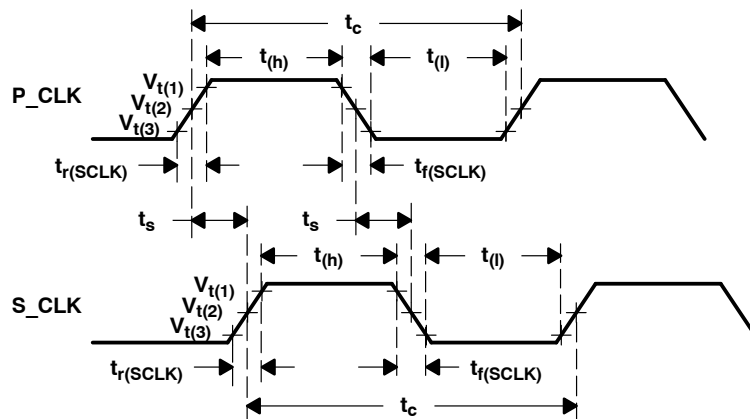 t_c
t_(h) t_(l)
V_t(1)
P_CLK V_t(2)
V_t(3)
t_r(SCLK) t_f(SCLK)
t_s t_s
t_(h) t_(l)
V_t(1)
S_CLK V_t(2)
V_t(3)
t_r(SCLK) t_f(SCLK)
t_c